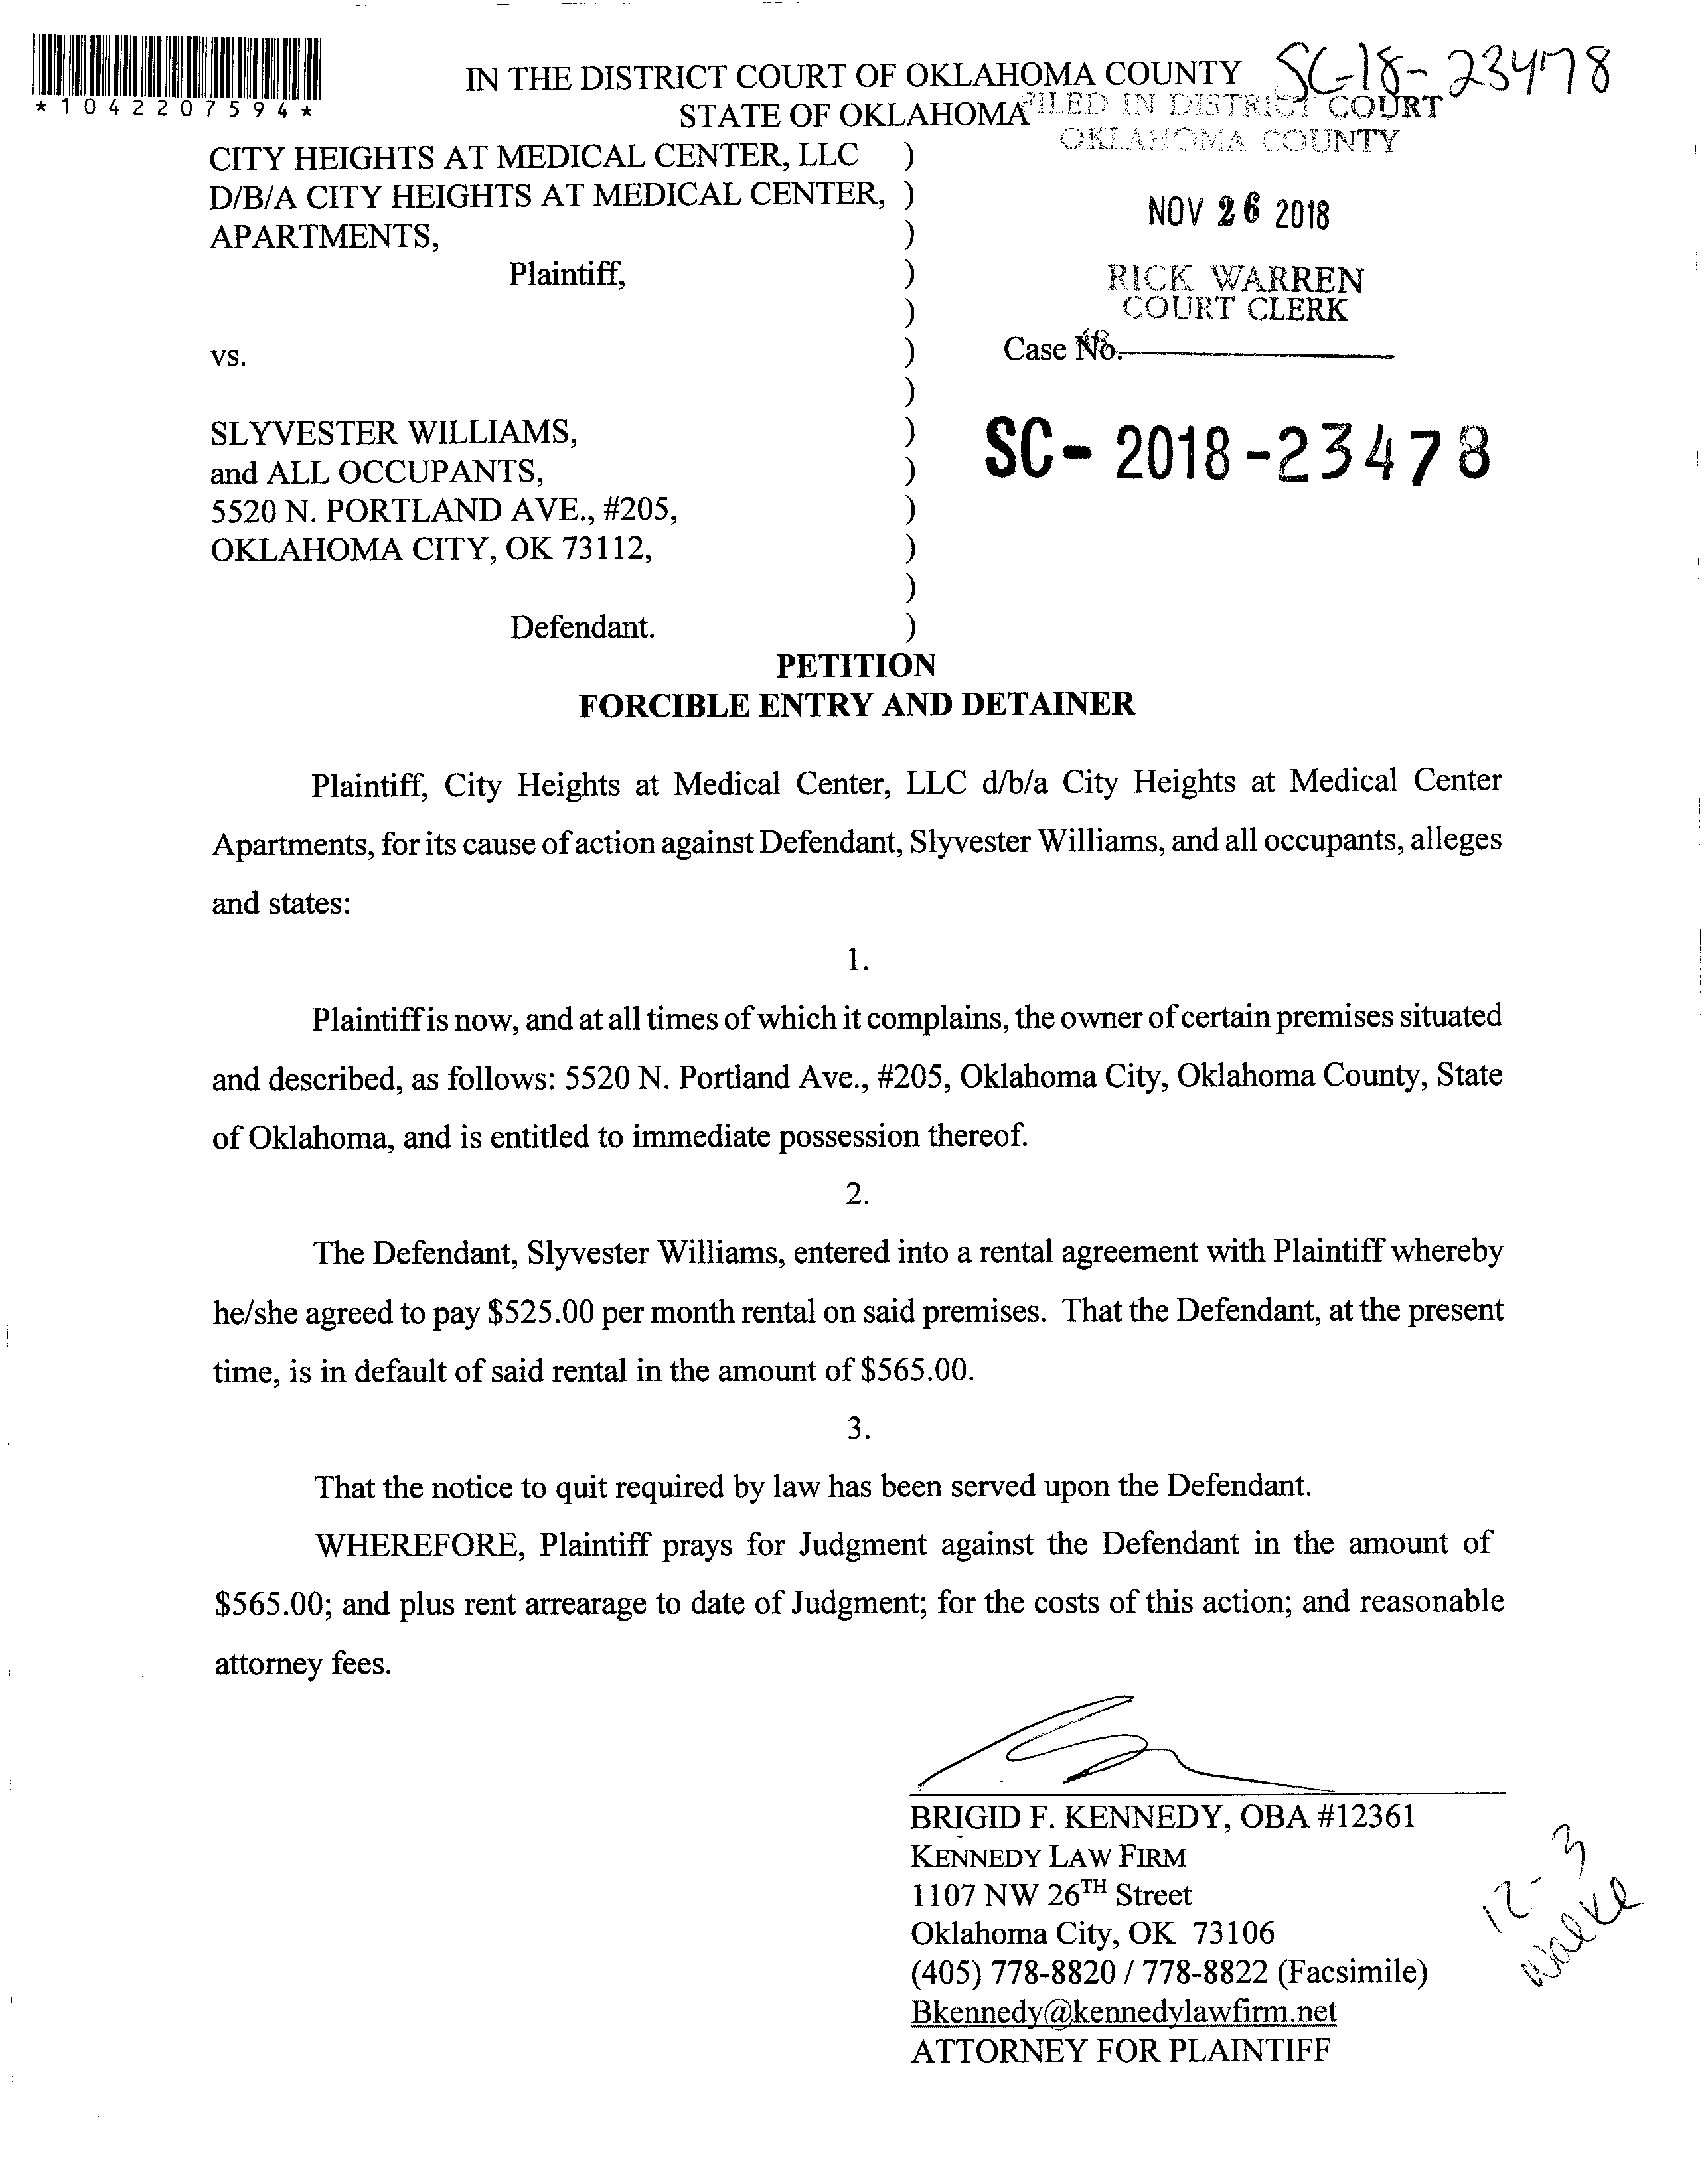 *1042207594*
SC-18-23478
IN THE DISTRICT COURT OF OKLAHOMA COUNTY
STATE OF OKLAHOMA
FILED IN DISTRICT COURT
OKLAHOMA COUNTY
NOV 26 2018
RICK WARREN
COURT CLERK
CITY HEIGHTS AT MEDICAL CENTER, LLC )
D/B/A CITY HEIGHTS AT MEDICAL CENTER, )
APARTMENTS, )
Plaintiff, )
)
vs. ) Case No.
)
SLYVESTER WILLIAMS, ) SC- 2018-23478
and ALL OCCUPANTS, )
5520 N. PORTLAND AVE., #205, )
OKLAHOMA CITY, OK 73112, )
)
Defendant. )
PETITION
FORCIBLE ENTRY AND DETAINER
Plaintiff, City Heights at Medical Center, LLC d/b/a City Heights at Medical Center
Apartments, for its cause of action against Defendant, Slyvester Williams, and all occupants, alleges
and states:
1.
Plaintiff is now, and at all times of which it complains, the owner of certain premises situated
and described, as follows: 5520 N. Portland Ave., #205, Oklahoma City, Oklahoma County, State
of Oklahoma, and is entitled to immediate possession thereof.
2.
The Defendant, Slyvester Williams, entered into a rental agreement with Plaintiff whereby
he/she agreed to pay $525.00 per month rental on said premises. That the Defendant, at the present
time, is in default of said rental in the amount of $565.00.
3.
That the notice to quit required by law has been served upon the Defendant.
WHEREFORE, Plaintiff prays for Judgment against the Defendant in the amount of
$565.00; and plus rent arrearage to date of Judgment; for the costs of this action; and reasonable
attorney fees.
BRIGID F. KENNEDY, OBA #12361
KENNEDY LAW FIRM
1107 NW 26TH Street
Oklahoma City, OK 73106
(405) 778-8820 / 778-8822 (Facsimile)
Bkennedy@kennedylawfirm.net
ATTORNEY FOR PLAINTIFF
12-3
Walke